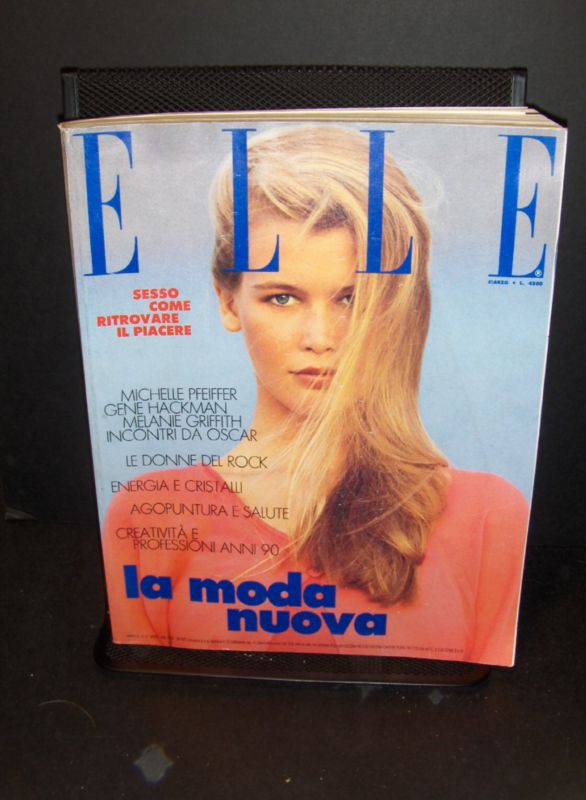 ELLE
MARZO • L. 4500
SESSO
COME
RITROVARE
IL PIACERE
MICHELLE PFEIFFER
GENE HACKMAN
MELANIE GRIFFITH
INCONTRI DA OSCAR
LE DONNE DEL ROCK
ENERGIA E CRISTALLI
AGOPUNTURA E SALUTE
CREATIVITÀ E
PROFESSIONI ANNI 90
la moda
nuova